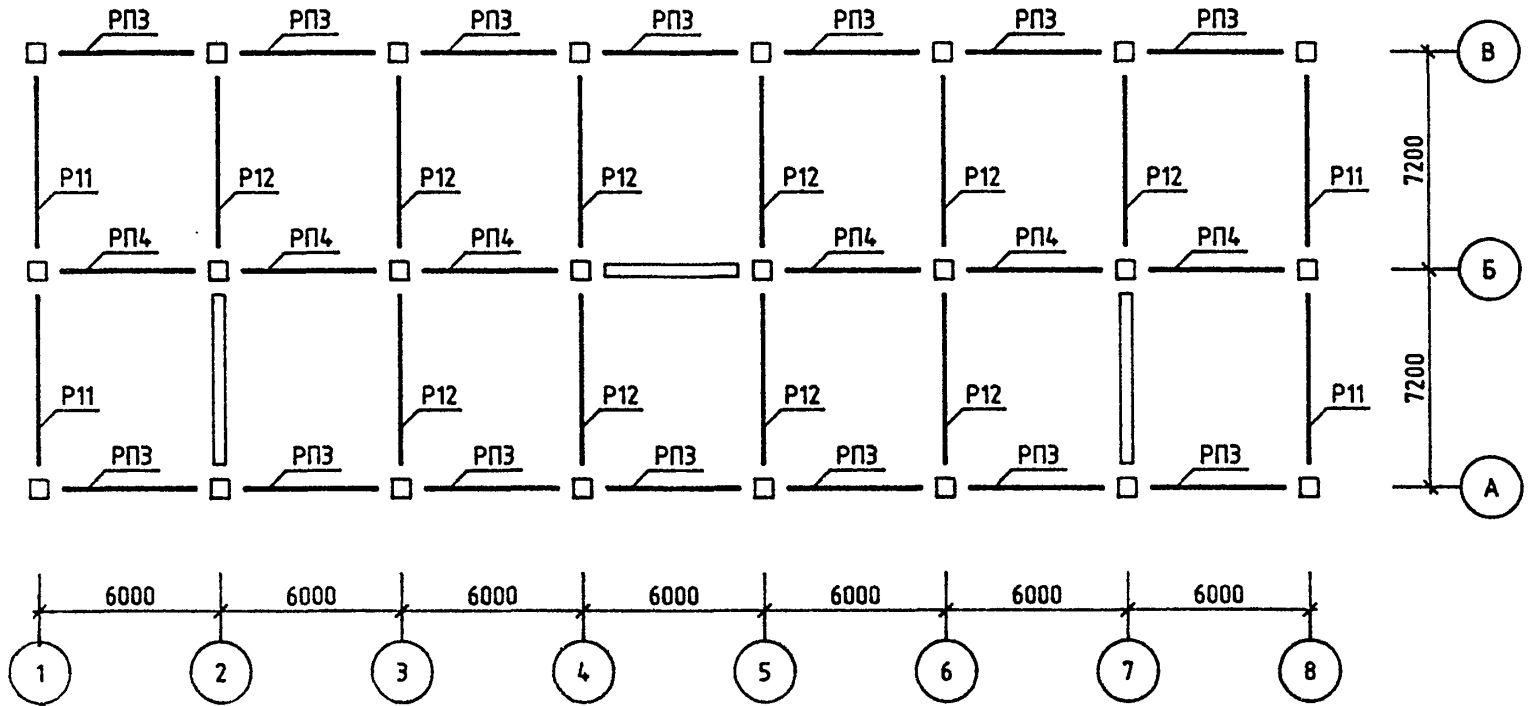 РП3 РП3 РП3 РП3 РП3 РП3 РП3
В
Р11 Р12 Р12 Р12 Р12 Р12 Р11
7200
РП4 РП4 РП4 РП4 РП4 РП4
Б
Р11 Р12 Р12 Р12 Р12 Р11
7200
РП3 РП3 РП3 РП3 РП3 РП3 РП3
А
6000 6000 6000 6000 6000 6000 6000
1 2 3 4 5 6 7 8